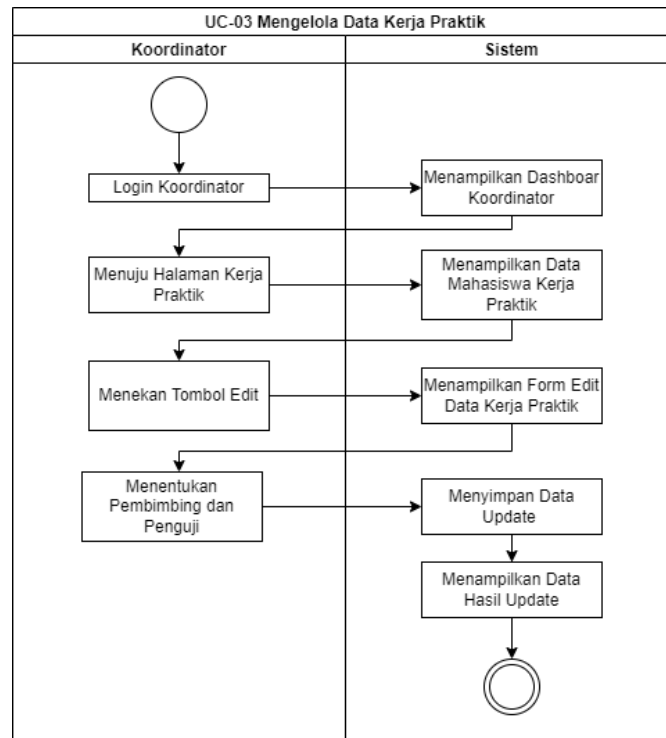 UC-03 Mengelola Data Kerja Praktik
Koordinator
Sistem
Login Koordinator
Menampilkan Dashboar
Koordinator
Menuju Halaman Kerja
Praktik
Menampilkan Data
Mahasiswa Kerja
Praktik
Menekan Tombol Edit
Menampilkan Form Edit
Data Kerja Praktik
Menentukan
Pembimbing dan
Penguji
Menyimpan Data
Update
Menampilkan Data
Hasil Update